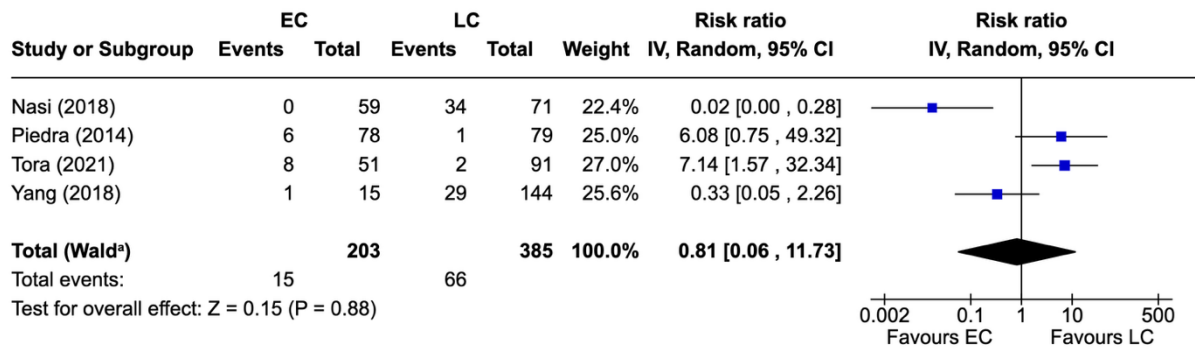 EC LC Risk ratio Risk ratio
Study or Subgroup Events Total Events Total Weight IV, Random, 95% CI IV, Random, 95% CI
Nasi (2018) 0 59 34 71 22.4% 0.02 [0.00 , 0.28]
Piedra (2014) 6 78 1 79 25.0% 6.08 [0.75 , 49.32]
Tora (2021) 8 51 2 91 27.0% 7.14 [1.57 , 32.34]
Yang (2018) 1 15 29 144 25.6% 0.33 [0.05 , 2.26]
Total (Waldᵃ) 203 385 100.0% 0.81 [0.06 , 11.73]
Total events: 15 66
Test for overall effect: Z = 0.15 (P = 0.88)
0.002 0.1 1 10 500
Favours EC Favours LC